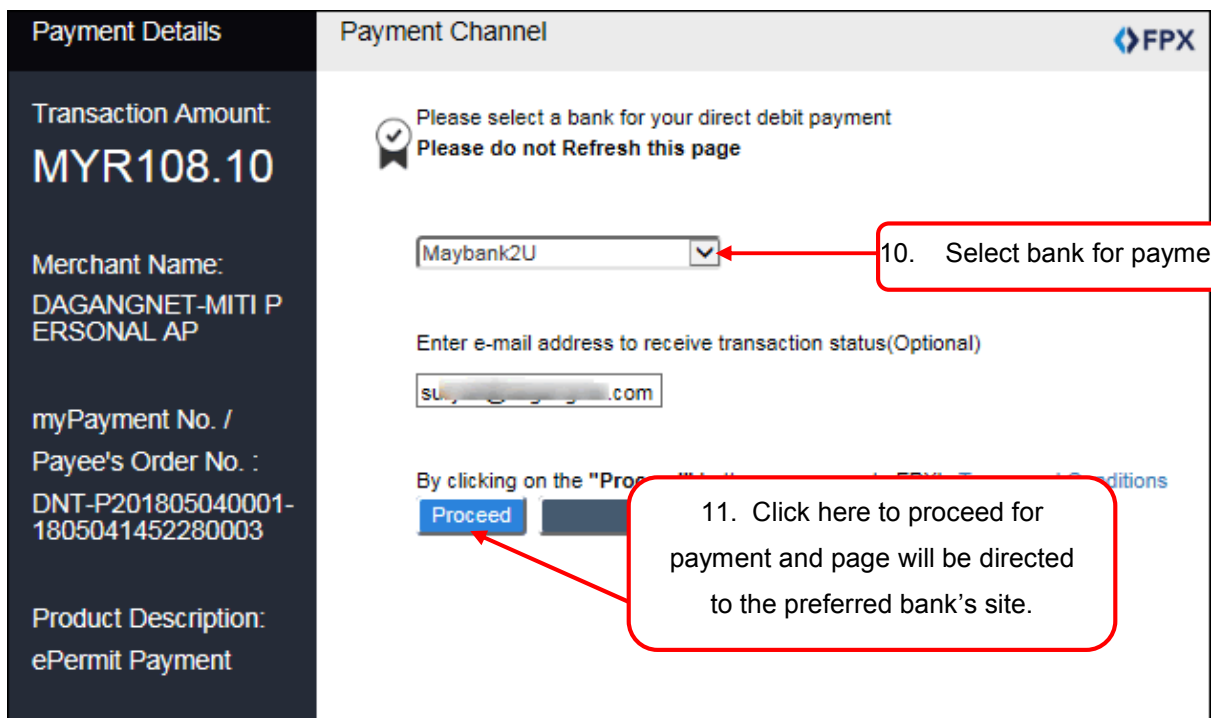 Payment Details
Payment Channel
FPX
Transaction Amount:
MYR108.10
Merchant Name:
DAGANGNET-MITI P
ERSONAL AP
myPayment No. /
Payee's Order No. :
DNT-P201805040001-
1805041452280003
Product Description:
ePermit Payment
Please select a bank for your direct debit payment
Please do not Refresh this page
Maybank2U
10. Select bank for payme
Enter e-mail address to receive transaction status(Optional)
su .com
By clicking on the "Proc ditions
Proceed
11. Click here to proceed for
payment and page will be directed
to the preferred bank’s site.